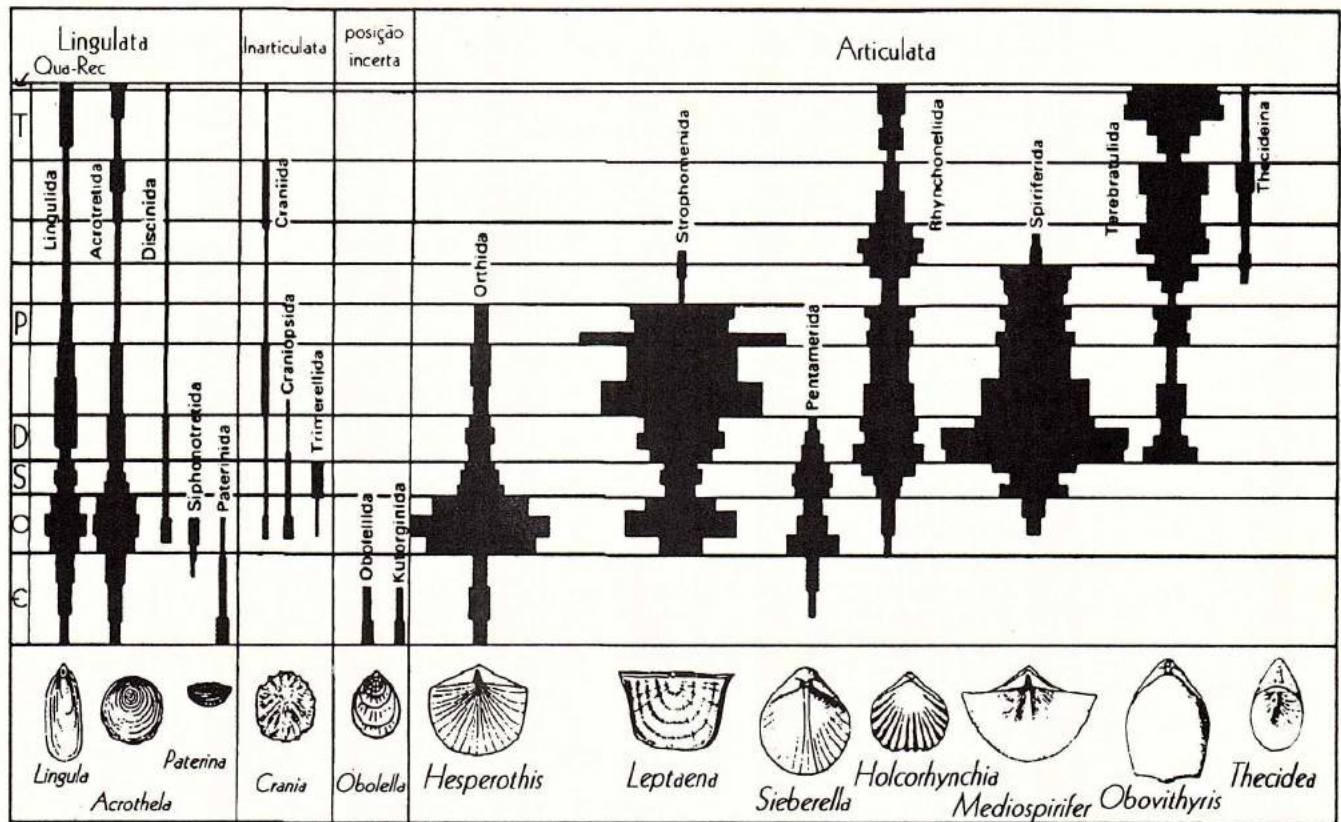 Lingulata
Inarticulata
posição
incerta
Articulata
Qua-Rec
T
P
D
S
O
Є
Lingulida
Acrotretida
Discinida
Siphonotretida
Paterinida
Craniida
Craniopsida
Trimerellida
Obolellida
Kutorginida
Orthida
Strophomenida
Pentamerida
Rhynchonellida
Spiriferida
Terebratulida
Thecideina
Lingula
Acrothela
Paterina
Crania
Obolella
Hesperothis
Leptaena
Sieberella
Holcorhynchia
Mediospirifer
Obovithyris
Thecidea